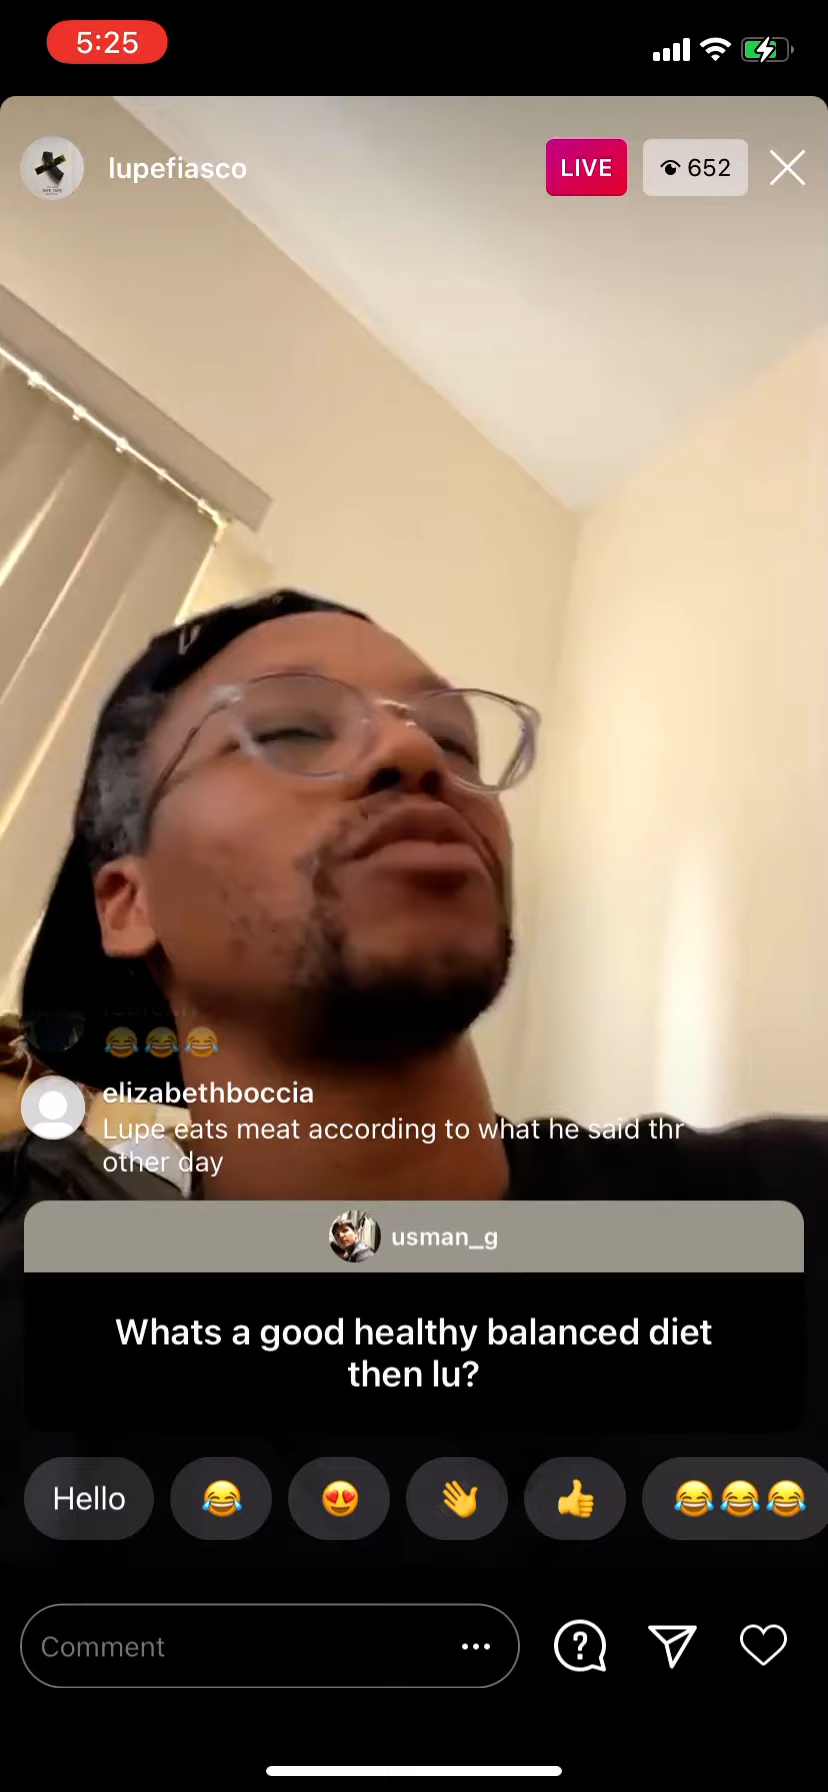 5:25
lupefiasco
LIVE
652
elizabethboccia
Lupe eats meat according to what he said thr
other day
usman_g
Whats a good healthy balanced diet
then lu?
Hello
Comment